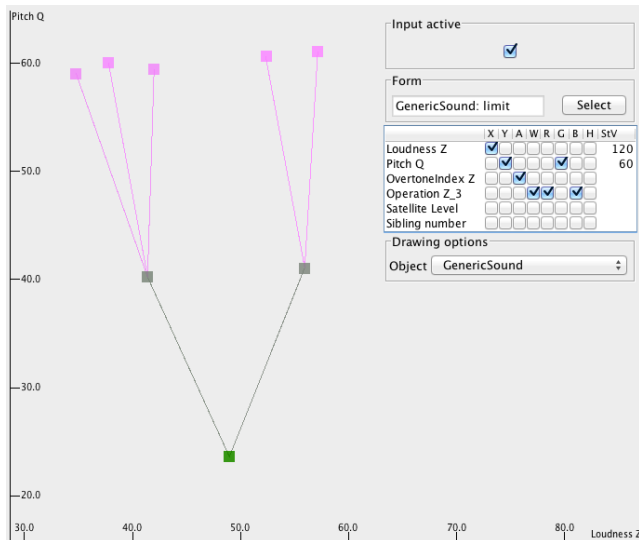 Pitch Q
60.0
50.0
40.0
30.0
20.0
30.0 40.0 50.0 60.0 70.0 80.0 Loudness Z
Input active
Form
GenericSound: limit Select
X Y A W R G B H StV
Loudness Z 120
Pitch Q 60
OvertoneIndex Z
Operation Z_3
Satellite Level
Sibling number
Drawing options
Object GenericSound